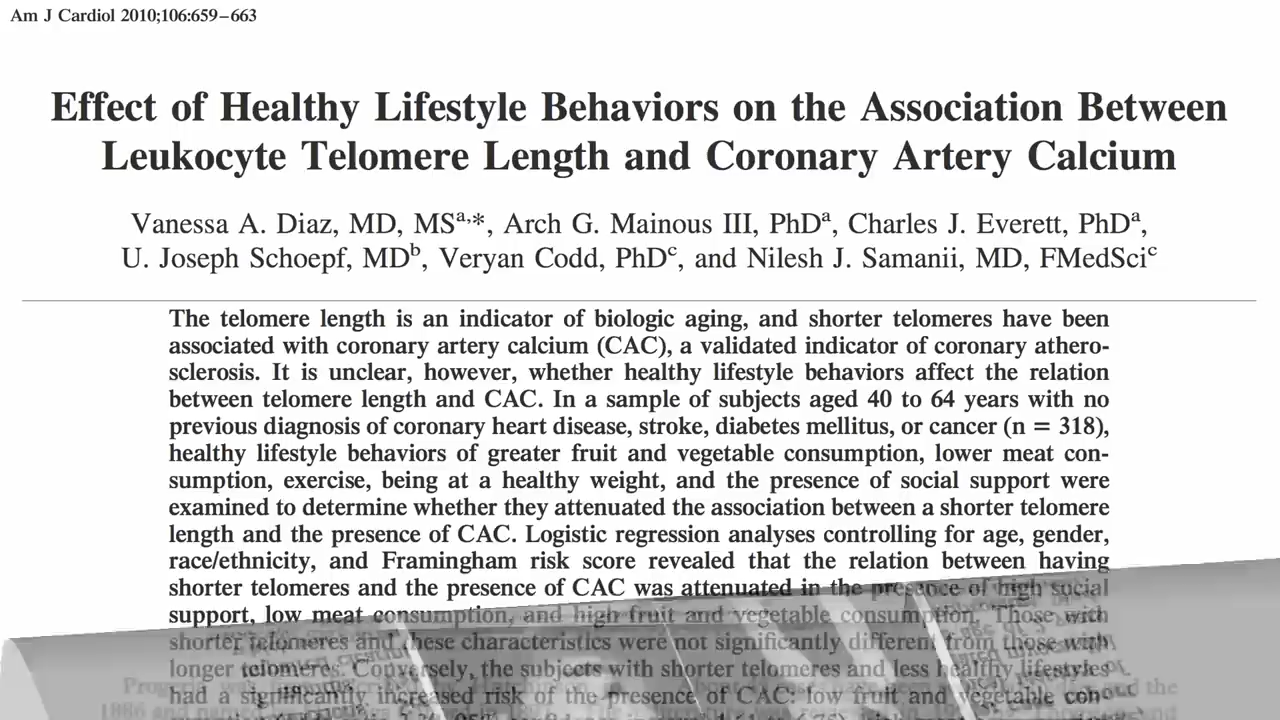 Am J Cardiol 2010;106:659–663
Effect of Healthy Lifestyle Behaviors on the Association Between
Leukocyte Telomere Length and Coronary Artery Calcium
Vanessa A. Diaz, MD, MSa,*, Arch G. Mainous III, PhDa, Charles J. Everett, PhDa,
U. Joseph Schoepf, MDb, Veryan Codd, PhDc, and Nilesh J. Samanii, MD, FMedScic
The telomere length is an indicator of biologic aging, and shorter telomeres have been
associated with coronary artery calcium (CAC), a validated indicator of coronary athero-
sclerosis. It is unclear, however, whether healthy lifestyle behaviors affect the relation
between telomere length and CAC. In a sample of subjects aged 40 to 64 years with no
previous diagnosis of coronary heart disease, stroke, diabetes mellitus, or cancer (n = 318),
healthy lifestyle behaviors of greater fruit and vegetable consumption, lower meat con-
sumption, exercise, being at a healthy weight, and the presence of social support were
examined to determine whether they attenuated the association between a shorter telomere
length and the presence of CAC. Logistic regression analyses controlling for age, gender,
race/ethnicity, and Framingham risk score revealed that the relation between having
shorter telomeres and the presence of CAC was attenuated in the presence of high social
support, low meat consumption, and high fruit and vegetable consumption. Those with
shorter telomeres and these characteristics were not significantly different from those with
longer telomeres. Conversely, the subjects with shorter telomeres and less healthy lifestyles
had a significantly increased risk of the presence of CAC: low fruit and vegetable con-